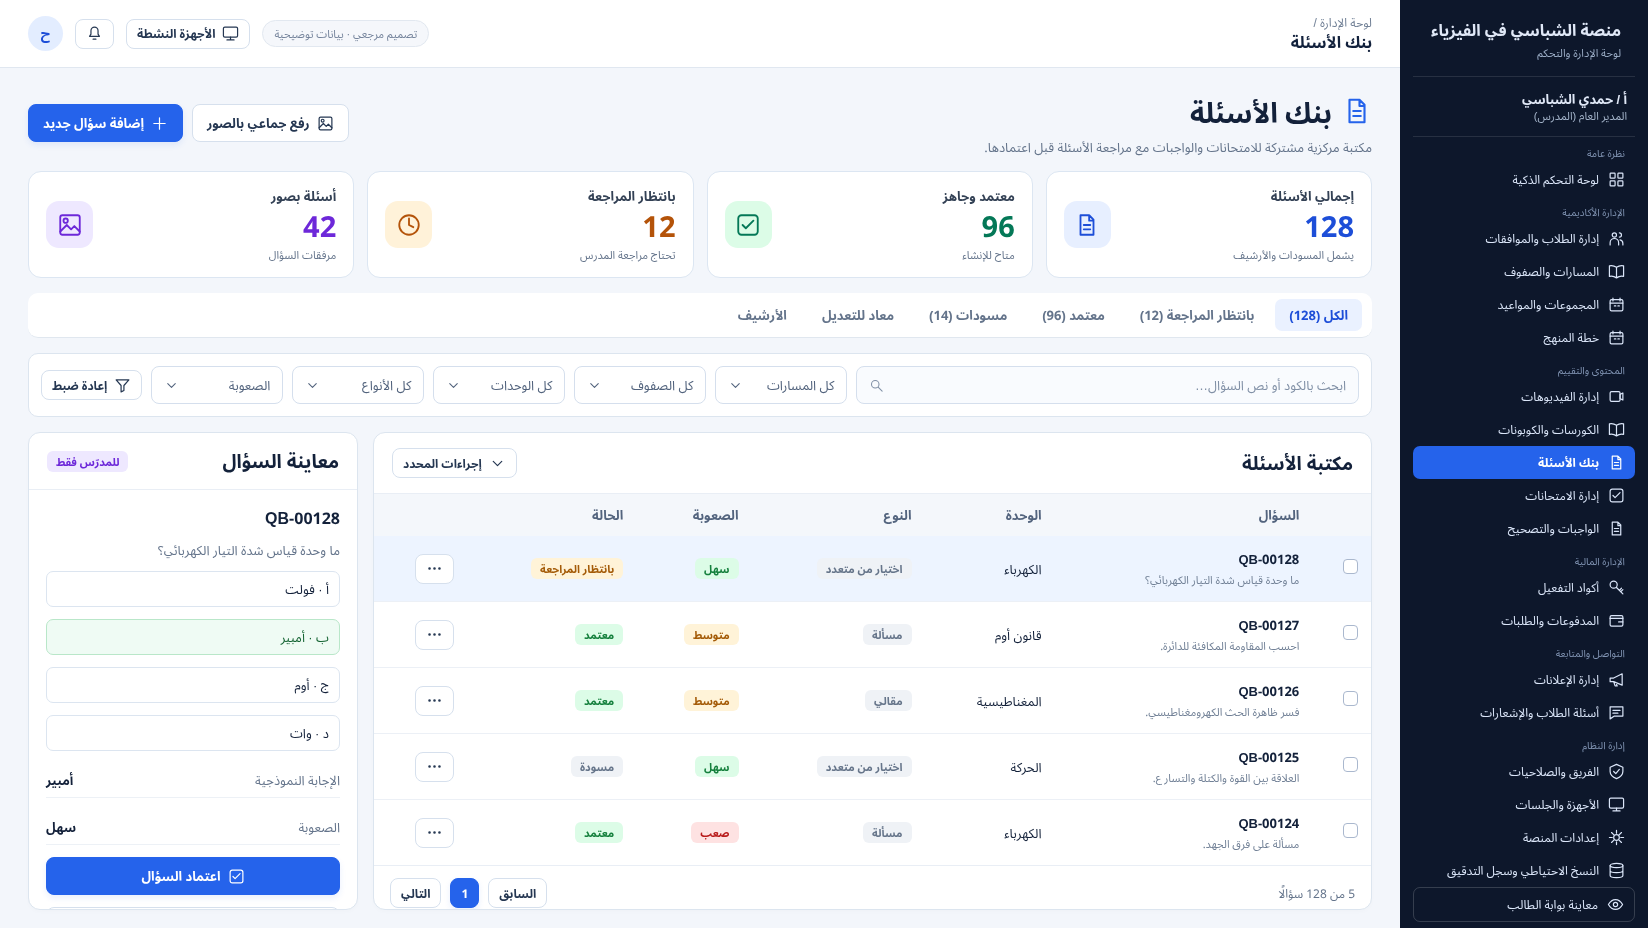 منصة الشباسي في الفيزياء
لوحة الإدارة والتحكم
أ / حمدي الشباسي
المدير العام (المدرس)
نظرة عامة
لوحة التحكم الذكية
الإدارة الأكاديمية
إدارة الطلاب والموافقات
المسارات والصفوف
المجموعات والمواعيد
خطة المنهج
المحتوى والتقييم
إدارة الفيديوهات
الكورسات والكوبونات
بنك الأسئلة
إدارة الامتحانات
الواجبات والتصحيح
الإدارة المالية
أكواد التفعيل
المدفوعات والطلبات
التواصل والمتابعة
إدارة الإعلانات
أسئلة الطلاب والإشعارات
إدارة النظام
الفريق والصلاحيات
الأجهزة والجلسات
إعدادات المنصة
النسخ الاحتياطي وسجل التدقيق
معاينة بوابة الطالب
لوحة الإدارة /
بنك الأسئلة
تصميم مرجعي · بيانات توضيحية
الأجهزة النشطة
ح
بنك الأسئلة
مكتبة مركزية مشتركة للامتحانات والواجبات مع مراجعة الأسئلة قبل اعتمادها.
رفع جماعي بالصور
إضافة سؤال جديد
إجمالي الأسئلة
128
يشمل المسودات والأرشيف
معتمد وجاهز
96
متاح للإنشاء
بانتظار المراجعة
12
تحتاج مراجعة المدرس
أسئلة بصور
42
مرفقات السؤال
الكل (128) بانتظار المراجعة (12) معتمد (96) مسودات (14) معاد للتعديل الأرشيف
ابحث بالكود أو نص السؤال... كل المسارات كل الصفوف كل الوحدات كل الأنواع الصعوبة إعادة ضبط
مكتبة الأسئلة إجراءات المحدد
السؤال الوحدة النوع الصعوبة الحالة
QB-00128
ما وحدة قياس شدة التيار الكهربائي؟
الكهرباء اختيار من متعدد سهل بانتظار المراجعة
QB-00127
احسب المقاومة المكافئة للدائرة.
قانون أوم مسألة متوسط معتمد
QB-00126
فسر ظاهرة الحث الكهرومغناطيسي.
المغناطيسية مقالي متوسط معتمد
QB-00125
العلاقة بين القوة والكتلة والتسارع.
الحركة اختيار من متعدد سهل مسودة
QB-00124
مسألة على فرق الجهد.
الكهرباء مسألة صعب معتمد
5 من 128 سؤالًا
السابق 1 التالي
معاينة السؤال للمدرّس فقط
QB-00128
ما وحدة قياس شدة التيار الكهربائي؟
أ · فولت
ب · أمبير
ج · أوم
د · وات
الإجابة النموذجية أمبير
الصعوبة سهل
اعتماد السؤال